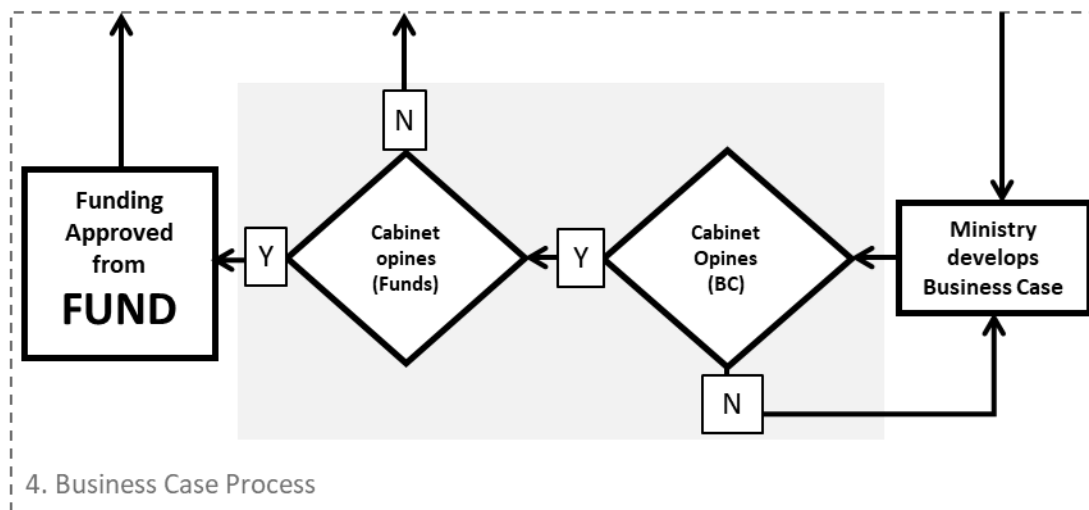 N
Funding
Approved
from
FUND
Y
Cabinet
opines
(Funds)
Y
Cabinet
Opines
(BC)
N
Ministry
develops
Business Case
4. Business Case Process